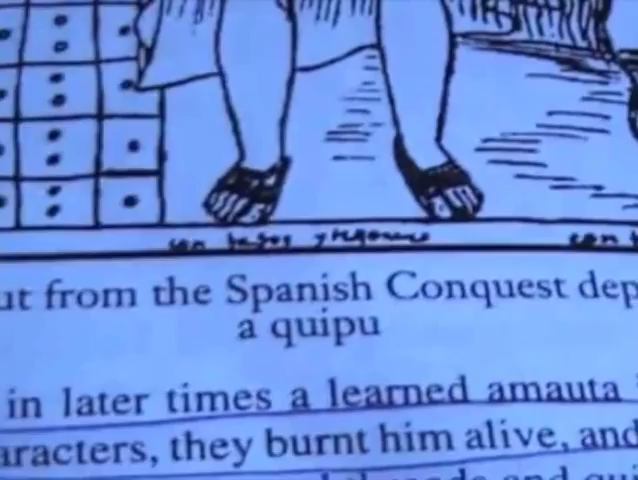 ut from the Spanish Conquest dep
a quipu
in later times a learned amauta
aracters, they burnt him alive, and